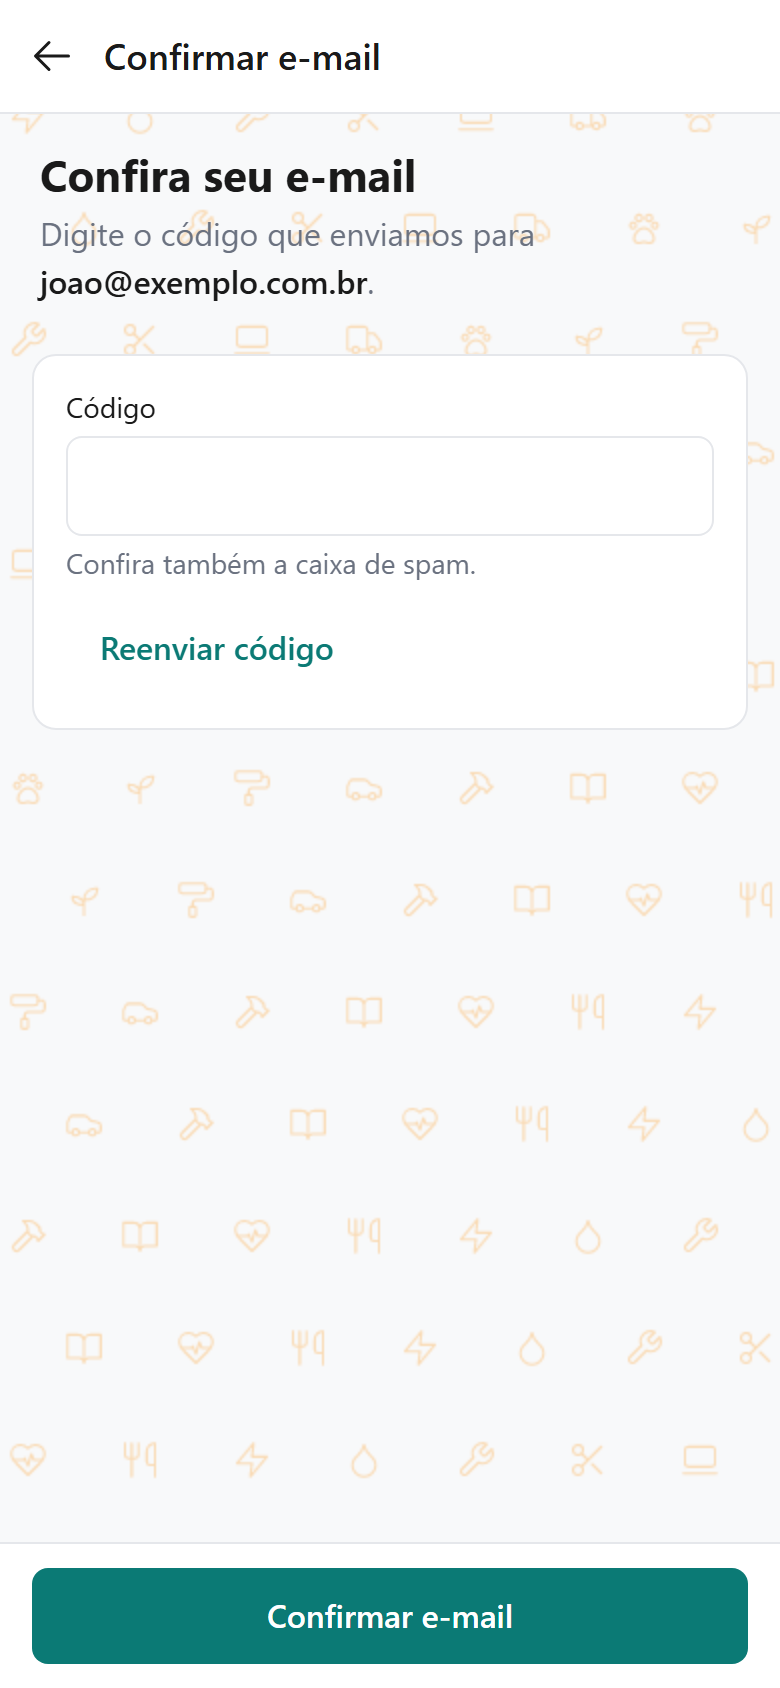 Confirmar e-mail
Confira seu e-mail
Digite o código que enviamos para
joao@exemplo.com.br.
Código
Confira também a caixa de spam.
Reenviar código
Confirmar e-mail